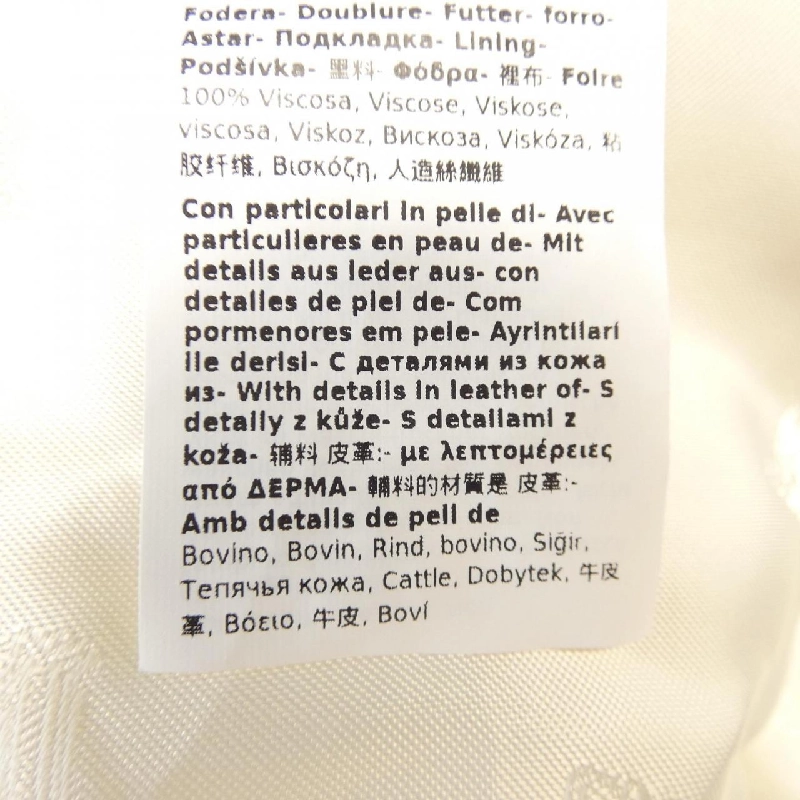 Fodera- Doublure- Futter- forro-
Astar- Подкладка- Lining-
Podšívka- 里料- Φόδρα- 裡布- Folre
100% Viscosa, Viscose, Viskose,
viscosa, Viskoz, Вискоза, Viskóza, 粘
胶纤维, Βισκόζη, 人造絲纖維
Con particolari in pelle di- Avec
particulieres en peau de- Mit
details aus leder aus- con
detalles de piel de- Com
pormenores em pele- Ayrintilari
ile derisi- С деталями из кожа
из- With details in leather of- S
detaily z kůže- S detailami z
koža- 辅料 皮革:- με λεπτομέρειες
από ΔΕΡΜΑ- 輔料的材質是 皮革:-
Amb detalls de pell de
Bovino, Bovin, Rind, bovino, Siğir,
Тепячья кожа, Cattle, Dobytek, 牛皮
革, Βόειο, 牛皮, Boví